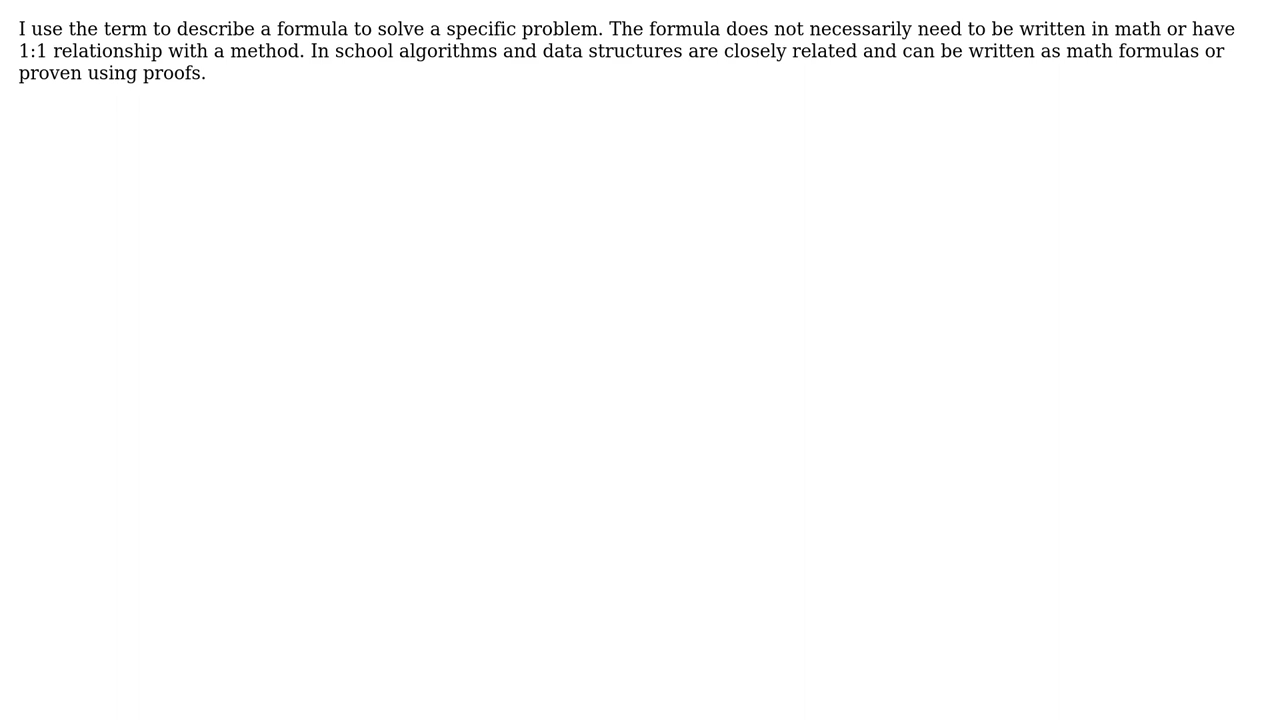 I use the term to describe a formula to solve a specific problem. The formula does not necessarily need to be written in math or have
1:1 relationship with a method. In school algorithms and data structures are closely related and can be written as math formulas or
proven using proofs.